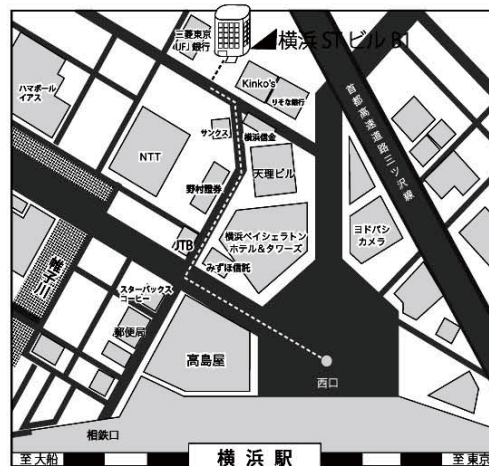 三菱東京
UFJ 銀行
横浜 ST ビル B1
ハマボール
イアス
Kinko's
りそな銀行
首都高速道路三ツ沢線
サンクス
横浜信金
NTT
天理ビル
野村證券
ヨドバシ
カメラ
JTB
横浜ベイシェラトン
ホテル&タワーズ
みずほ信託
帷子川
スターバックス
コーヒー
郵便局
高島屋
西口
相鉄口
至 大船
横 浜 駅
至 東京